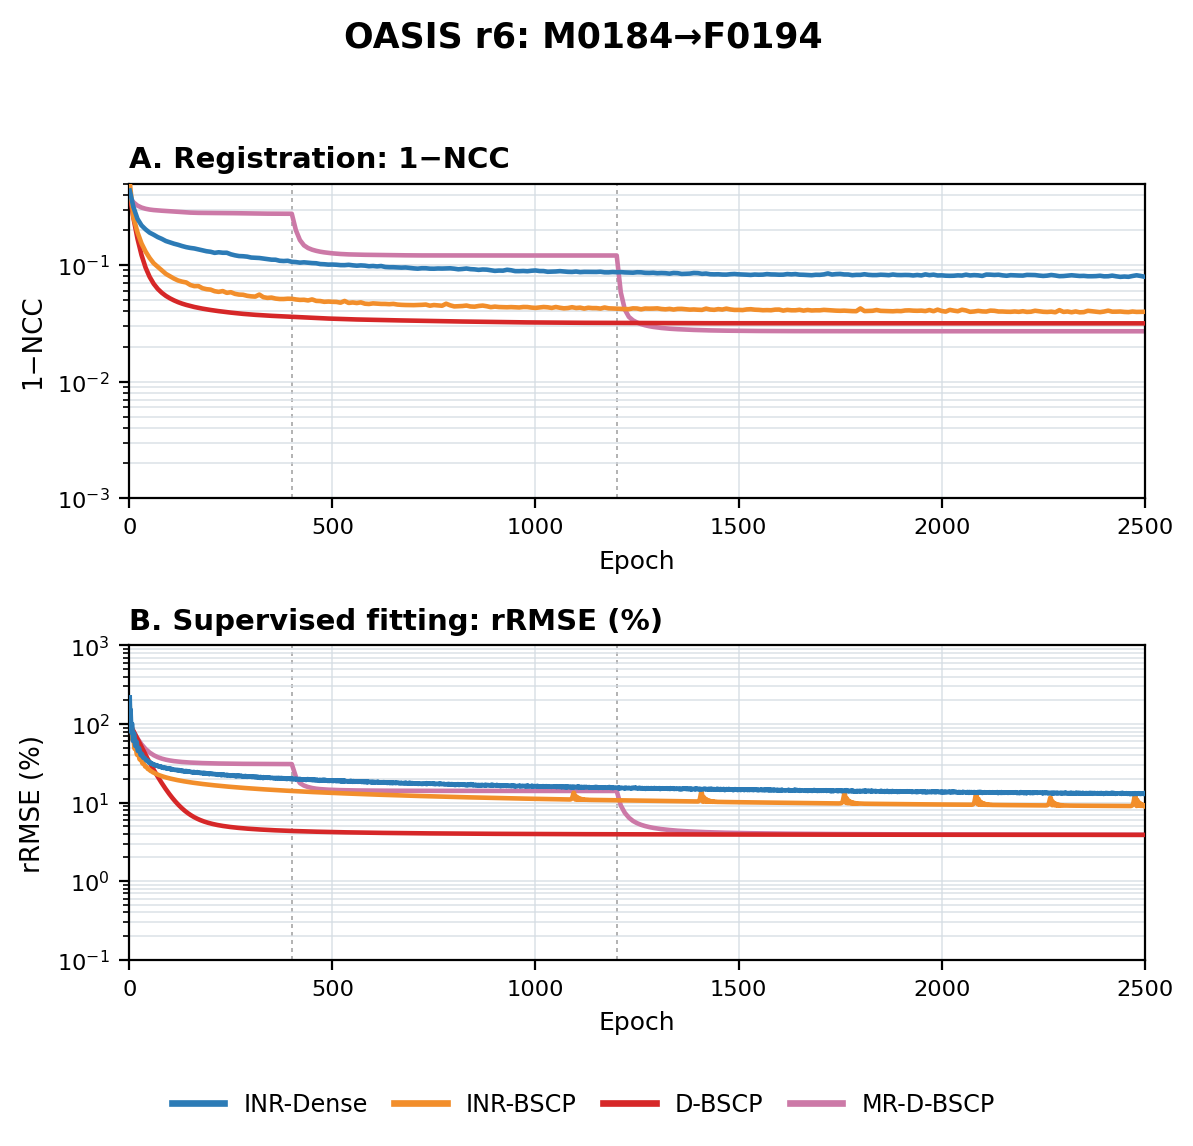 OASIS r6: M0184→F0194
A. Registration: 1−NCC
1−NCC
10⁻¹
10⁻²
10⁻³
0 500 1000 1500 2000 2500
Epoch
B. Supervised fitting: rRMSE (%)
rRMSE (%)
10³
10²
10¹
10⁰
10⁻¹
0 500 1000 1500 2000 2500
Epoch
INR-Dense INR-BSCP D-BSCP MR-D-BSCP